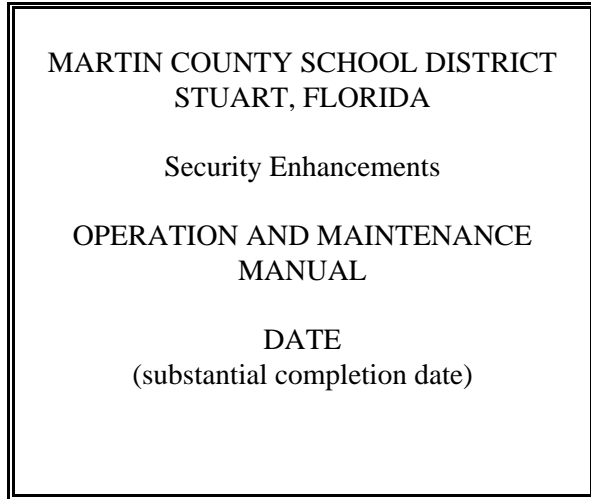 MARTIN COUNTY SCHOOL DISTRICT
STUART, FLORIDA
Security Enhancements
OPERATION AND MAINTENANCE
MANUAL
DATE
(substantial completion date)